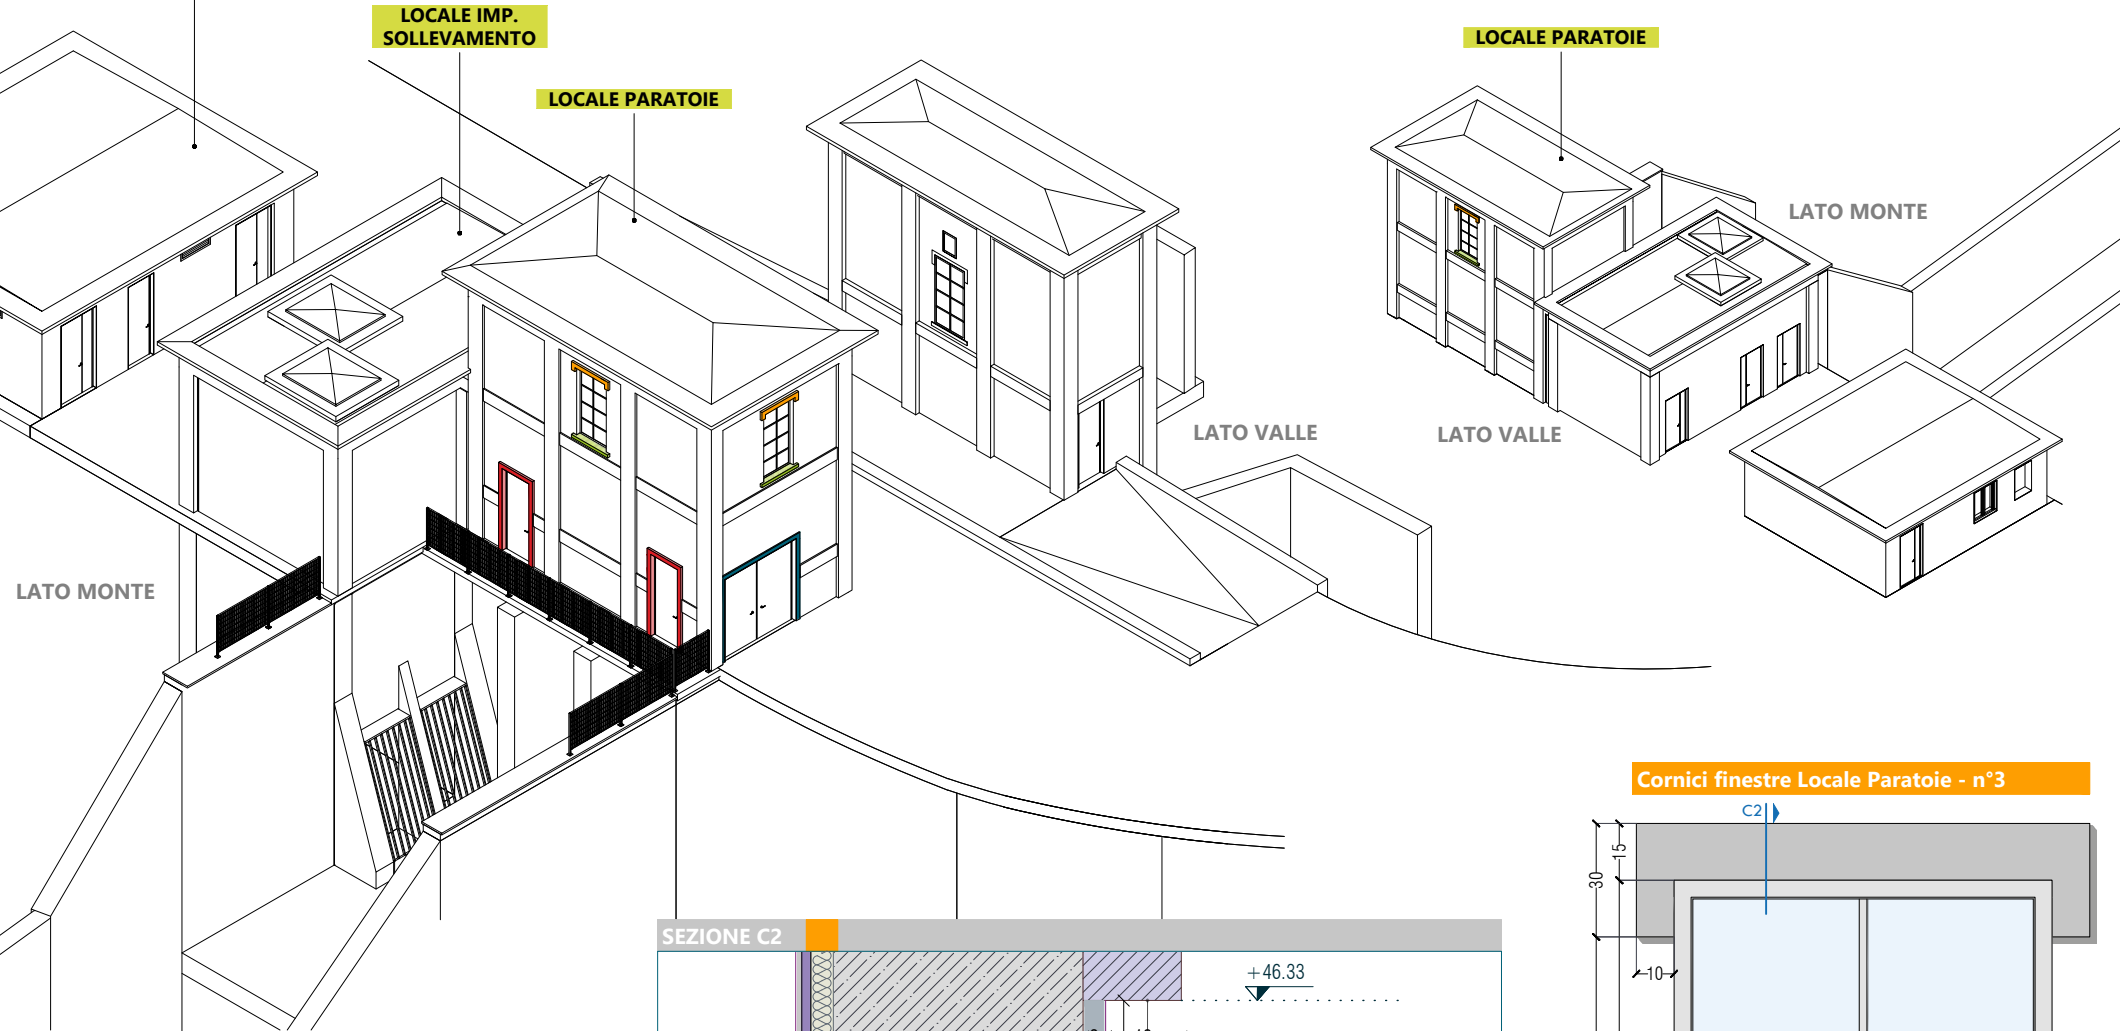 LOCALE IMP.
SOLLEVAMENTO
LOCALE PARATOIE
LOCALE PARATOIE
LATO MONTE
LATO VALLE
LATO VALLE
LATO MONTE
Cornici finestre Locale Paratoie - n°3
C2
15
30
10
SEZIONE C2
+46.33